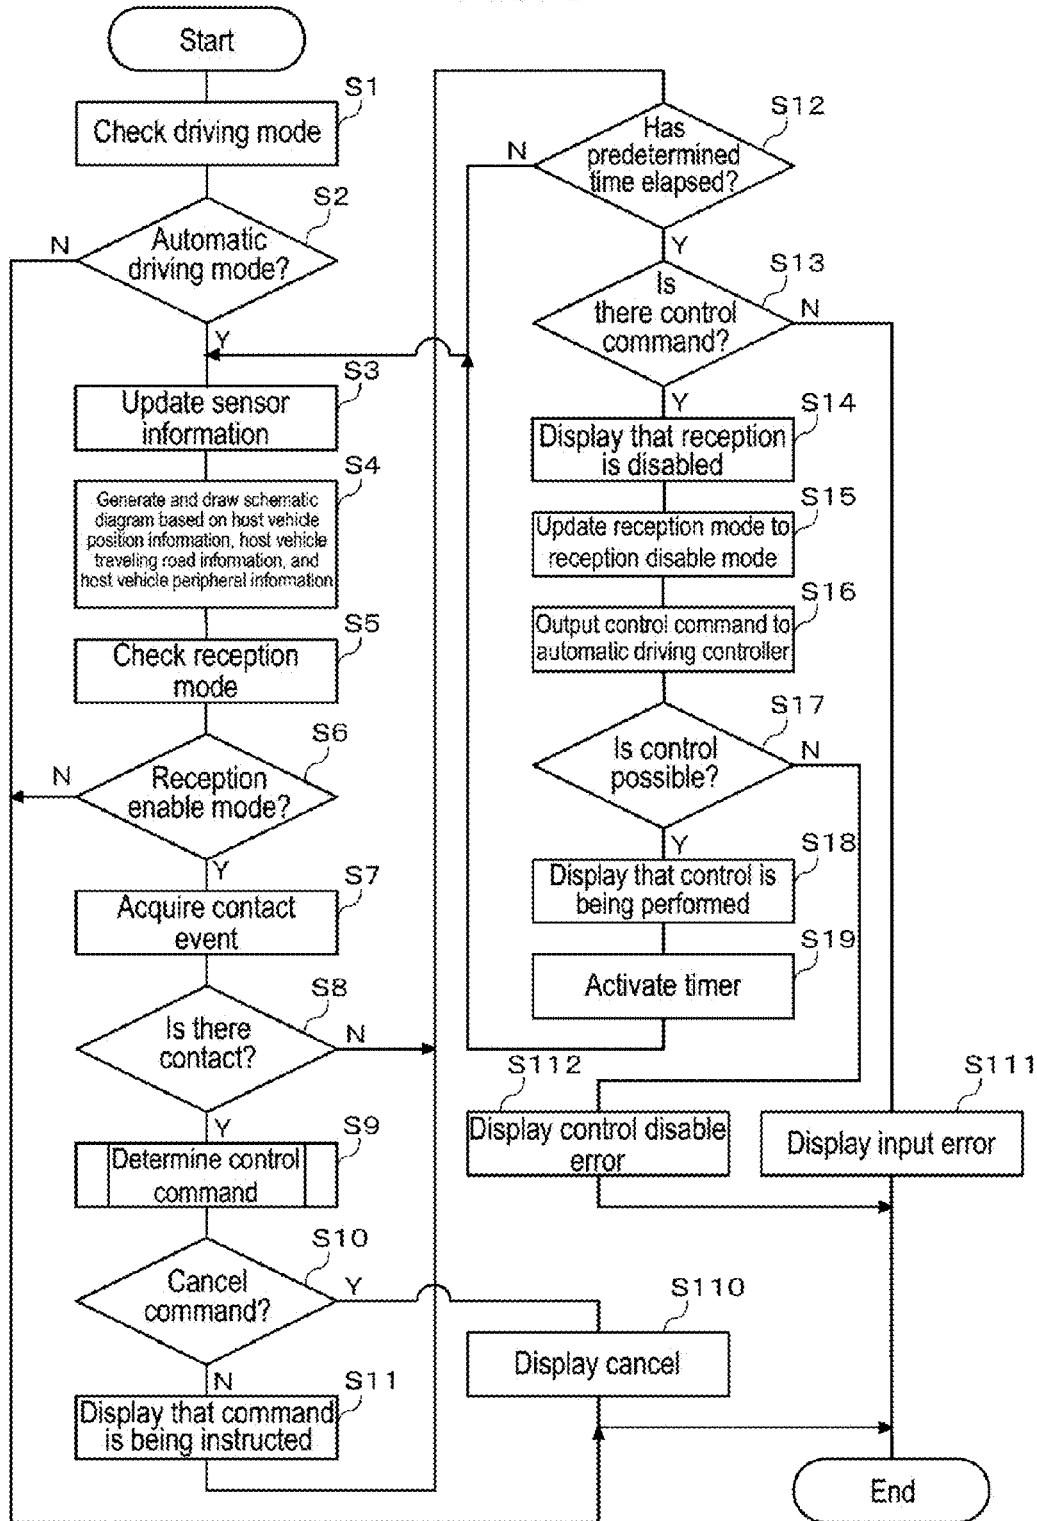 Start
S1
Check driving mode
S2
Automatic
driving mode?
N
Y
S3
Update sensor
information
S4
Generate and draw schematic
diagram based on host vehicle
position information, host vehicle
traveling road information, and
host vehicle peripheral information
S5
Check reception
mode
S6
Reception
enable mode?
N
Y
S7
Acquire contact
event
S8
Is there
contact?
N
Y
S9
Determine control
command
S10
Cancel
command?
Y
N
S11
Display that command
is being instructed
S12
Has
predetermined
time elapsed?
N
Y
S13
Is
there control
command?
N
Y
S14
Display that reception
is disabled
S15
Update reception mode to
reception disable mode
S16
Output control command to
automatic driving controller
S17
Is control
possible?
N
Y
S18
Display that control is
being performed
S19
Activate timer
S112
Display control disable
error
S111
Display input error
S110
Display cancel
End